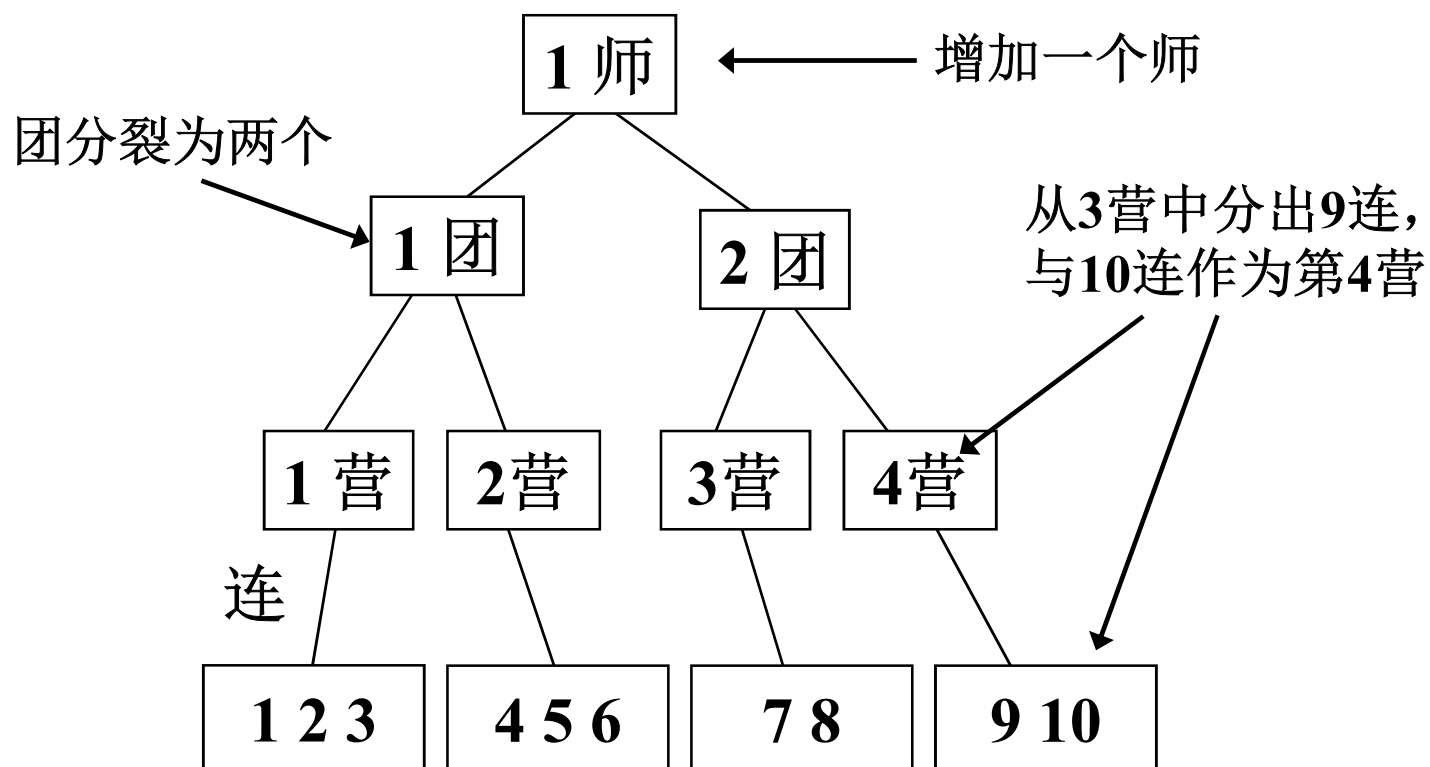 1 师
增加一个师
团分裂为两个
1 团
2 团
从3营中分出9连，
与10连作为第4营
1 营
2营
3营
4营
连
1 2 3
4 5 6
7 8
9 10